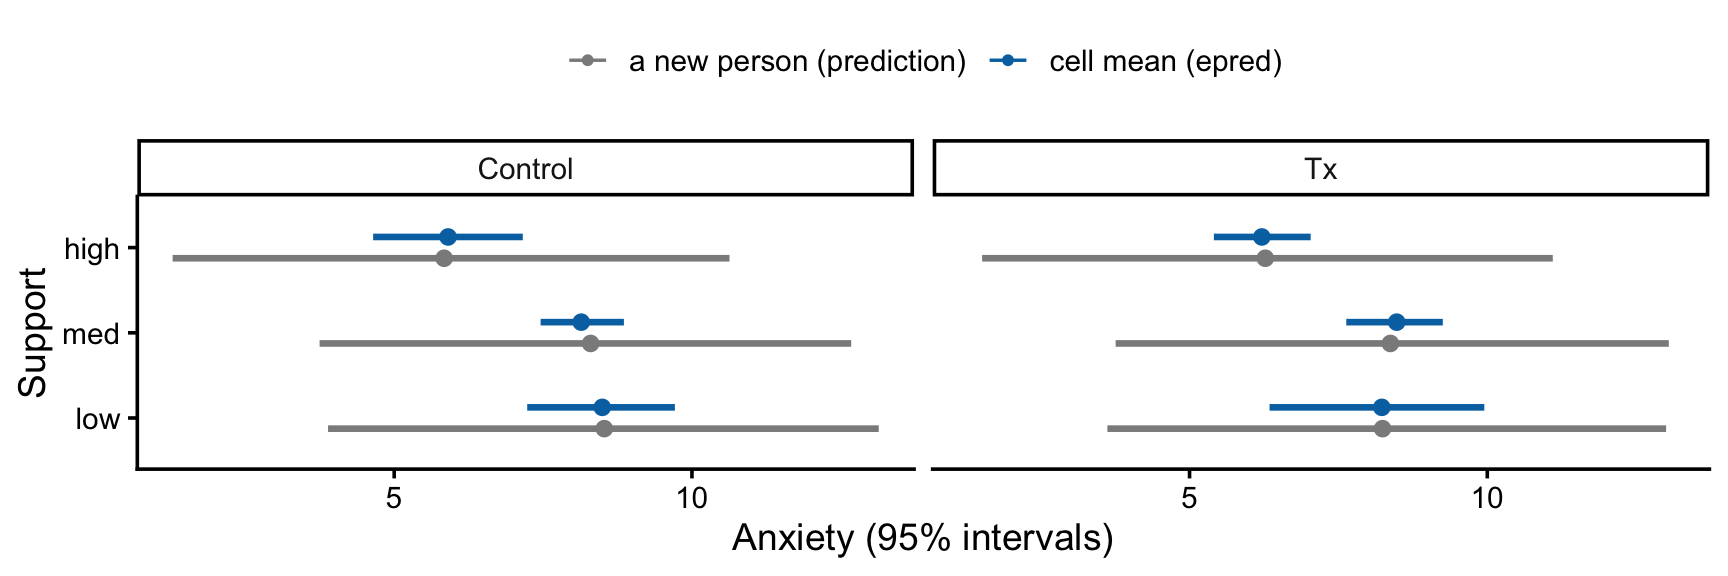 a new person (prediction) cell mean (epred)
Control Tx
high
med
low
Support
5 10 5 10
Anxiety (95% intervals)